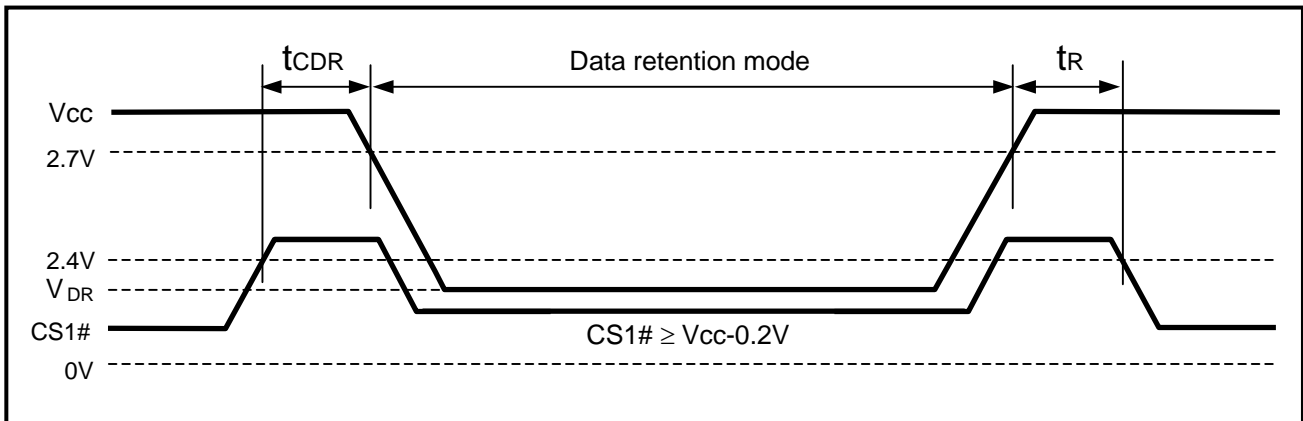 tCDR Data retention mode tR
Vcc
2.7V
2.4V
VDR
CS1#
CS1# ≥ Vcc-0.2V
0V